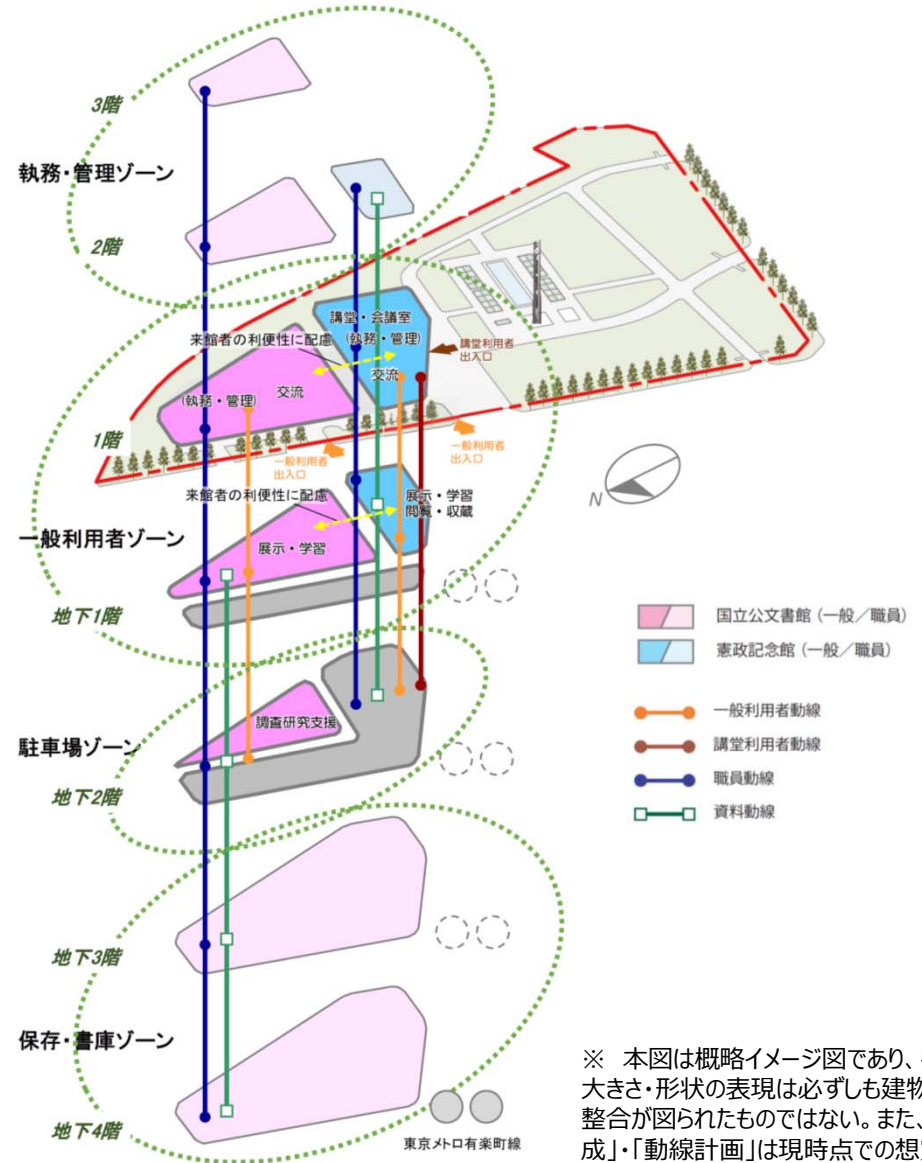 3階
執務・管理ゾーン
2階
講堂・会議室
来館者の利便性に配慮
(執務・管理)
講堂利用者
出入口
交流
交流
(執務・管理)
1階
一般利用者
出入口
一般利用者
出入口
N
来館者の利便性に配慮
展示・学習
閲覧・収蔵
一般利用者ゾーン
展示・学習
地下1階
国立公文書館 (一般/職員)
憲政記念館 (一般/職員)
一般利用者動線
講堂利用者動線
職員動線
資料動線
調査研究支援
駐車場ゾーン
地下2階
地下3階
保存・書庫ゾーン
地下4階
東京メトロ有楽町線
※ 本図は概略イメージ図であり、
大きさ・形状の表現は必ずしも建物
整合が図られたものではない。また、
成」・「動線計画」は現時点での想